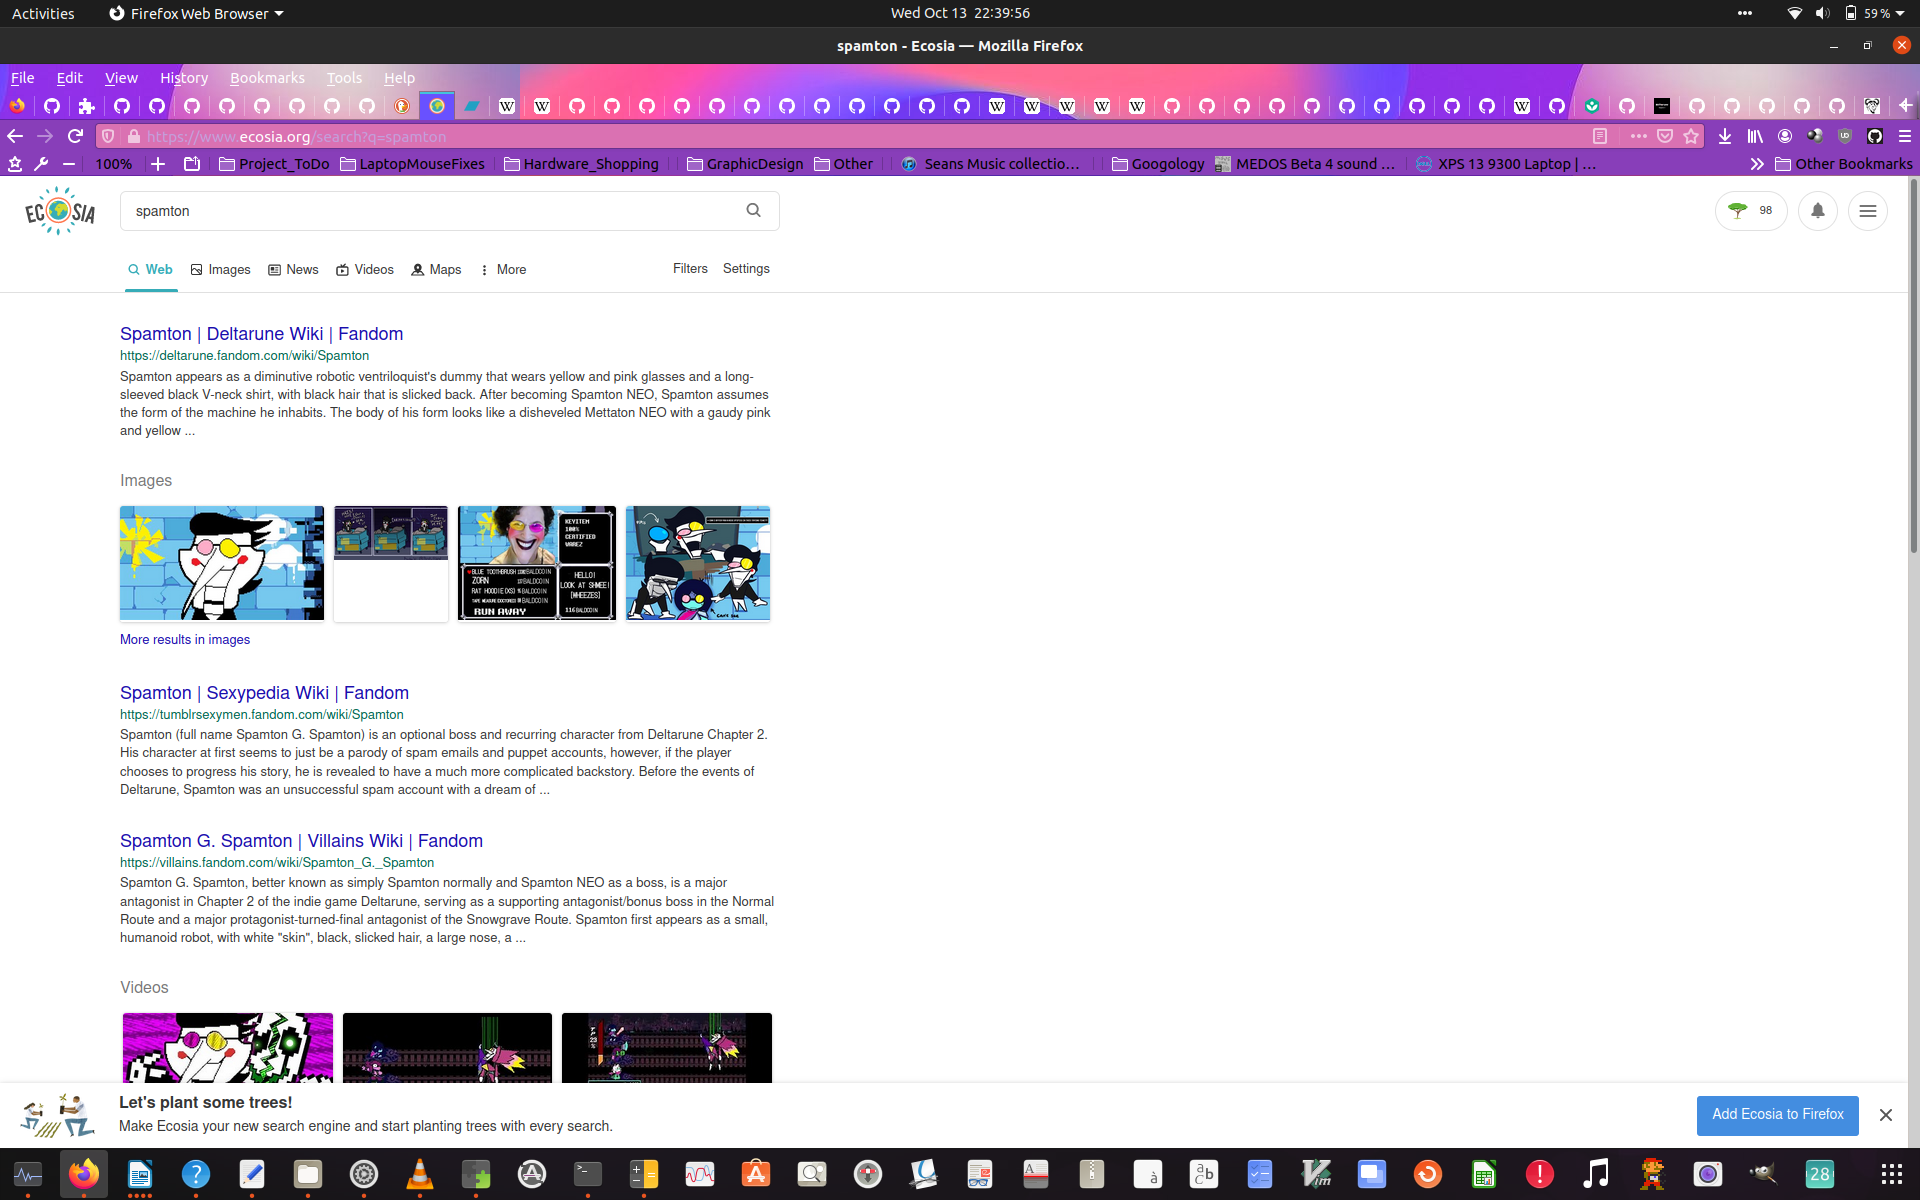 Activities
Firefox Web Browser
Wed Oct 13 22:39:56
59 %
spamton - Ecosia — Mozilla Firefox
File Edit View History Bookmarks Tools Help
https://www.ecosia.org/search?q=spamton
100%
Project_ToDo
LaptopMouseFixes
Hardware_Shopping
GraphicDesign
Other
Seans Music collectio…
Googology
MEDOS Beta 4 sound …
XPS 13 9300 Laptop | …
Other Bookmarks
ECOSIA
spamton
98
Web Images News Videos Maps More Filters Settings
Spamton | Deltarune Wiki | Fandom
https://deltarune.fandom.com/wiki/Spamton
Spamton appears as a diminutive robotic ventriloquist's dummy that wears yellow and pink glasses and a long-
sleeved black V-neck shirt, with black hair that is slicked back. After becoming Spamton NEO, Spamton assumes
the form of the machine he inhabits. The body of his form looks like a disheveled Mettaton NEO with a gaudy pink
and yellow ...
Images
KEYITEM
100%
CERTIFIED
WAREZ
BLUE TOOTHBRUSH
BALDCOIN
ZORN
BALDCOIN
RAT HOODIE(XS)
BALDCOIN
BALDCOIN
RUN AWAY
HELLO!
LOOK AT SHMEE!
[WHEEZES]
116 BALDCOIN
More results in images
Spamton | Sexypedia Wiki | Fandom
https://tumblrsexymen.fandom.com/wiki/Spamton
Spamton (full name Spamton G. Spamton) is an optional boss and recurring character from Deltarune Chapter 2.
His character at first seems to just be a parody of spam emails and puppet accounts, however, if the player
chooses to progress his story, he is revealed to have a much more complicated backstory. Before the events of
Deltarune, Spamton was an unsuccessful spam account with a dream of ...
Spamton G. Spamton | Villains Wiki | Fandom
https://villains.fandom.com/wiki/Spamton_G._Spamton
Spamton G. Spamton, better known as simply Spamton normally and Spamton NEO as a boss, is a major
antagonist in Chapter 2 of the indie game Deltarune, serving as a supporting antagonist/bonus boss in the Normal
Route and a major protagonist-turned-final antagonist of the Snowgrave Route. Spamton first appears as a small,
humanoid robot, with white "skin", black, slicked hair, a large nose, a ...
Videos
23
Let's plant some trees!
Make Ecosia your new search engine and start planting trees with every search.
Add Ecosia to Firefox
28